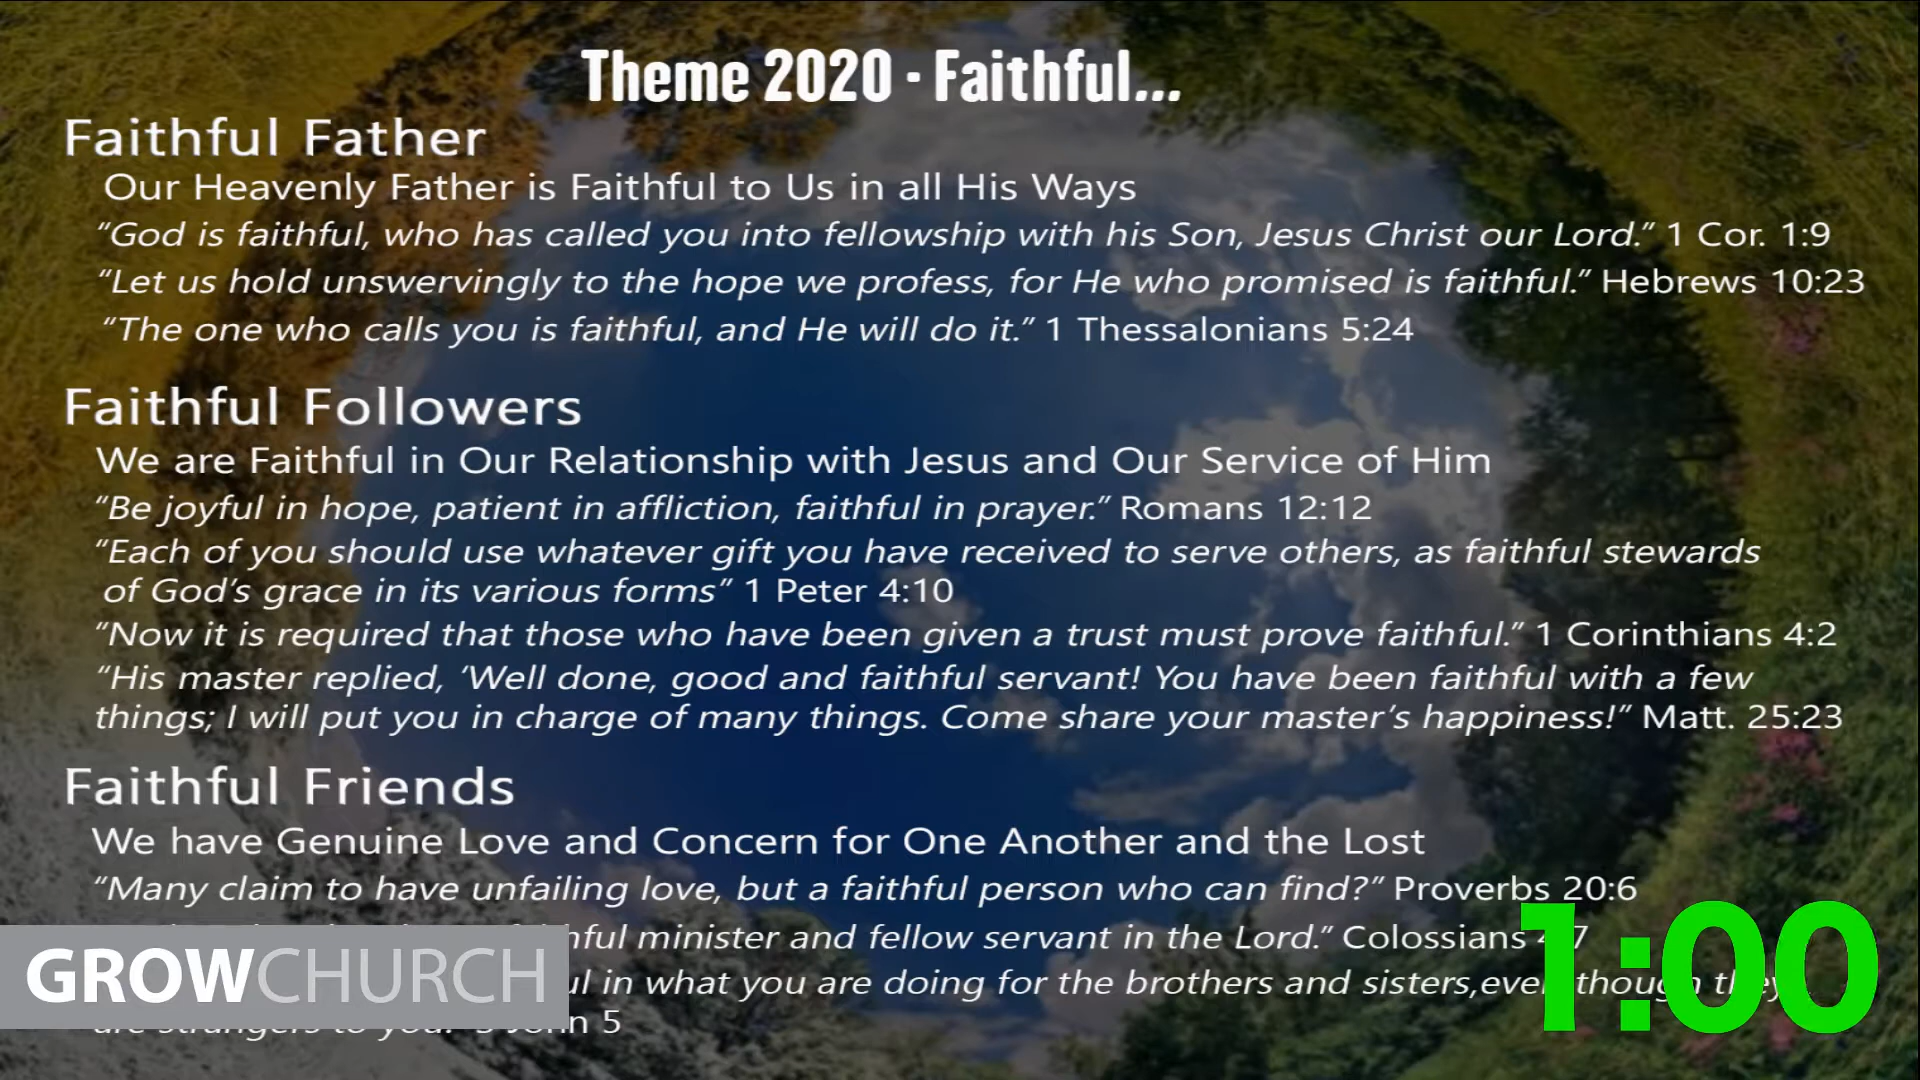 Theme 2020 - Faithful...
Faithful Father
Our Heavenly Father is Faithful to Us in all His Ways
“God is faithful, who has called you into fellowship with his Son, Jesus Christ our Lord.” 1 Cor. 1:9
“Let us hold unswervingly to the hope we profess, for He who promised is faithful.” Hebrews 10:23
“The one who calls you is faithful, and He will do it.” 1 Thessalonians 5:24
Faithful Followers
We are Faithful in Our Relationship with Jesus and Our Service of Him
“Be joyful in hope, patient in affliction, faithful in prayer.” Romans 12:12
“Each of you should use whatever gift you have received to serve others, as faithful stewards
of God’s grace in its various forms” 1 Peter 4:10
“Now it is required that those who have been given a trust must prove faithful.” 1 Corinthians 4:2
“His master replied, ‘Well done, good and faithful servant! You have been faithful with a few
things; I will put you in charge of many things. Come share your master’s happiness!” Matt. 25:23
Faithful Friends
We have Genuine Love and Concern for One Another and the Lost
“Many claim to have unfailing love, but a faithful person who can find?” Proverbs 20:6
minister and fellow servant in the Lord.” Colossians
in what you are doing for the brothers and sisters,even though they
are strangers to you.” 3 John 5
GROWCHURCH
1:00